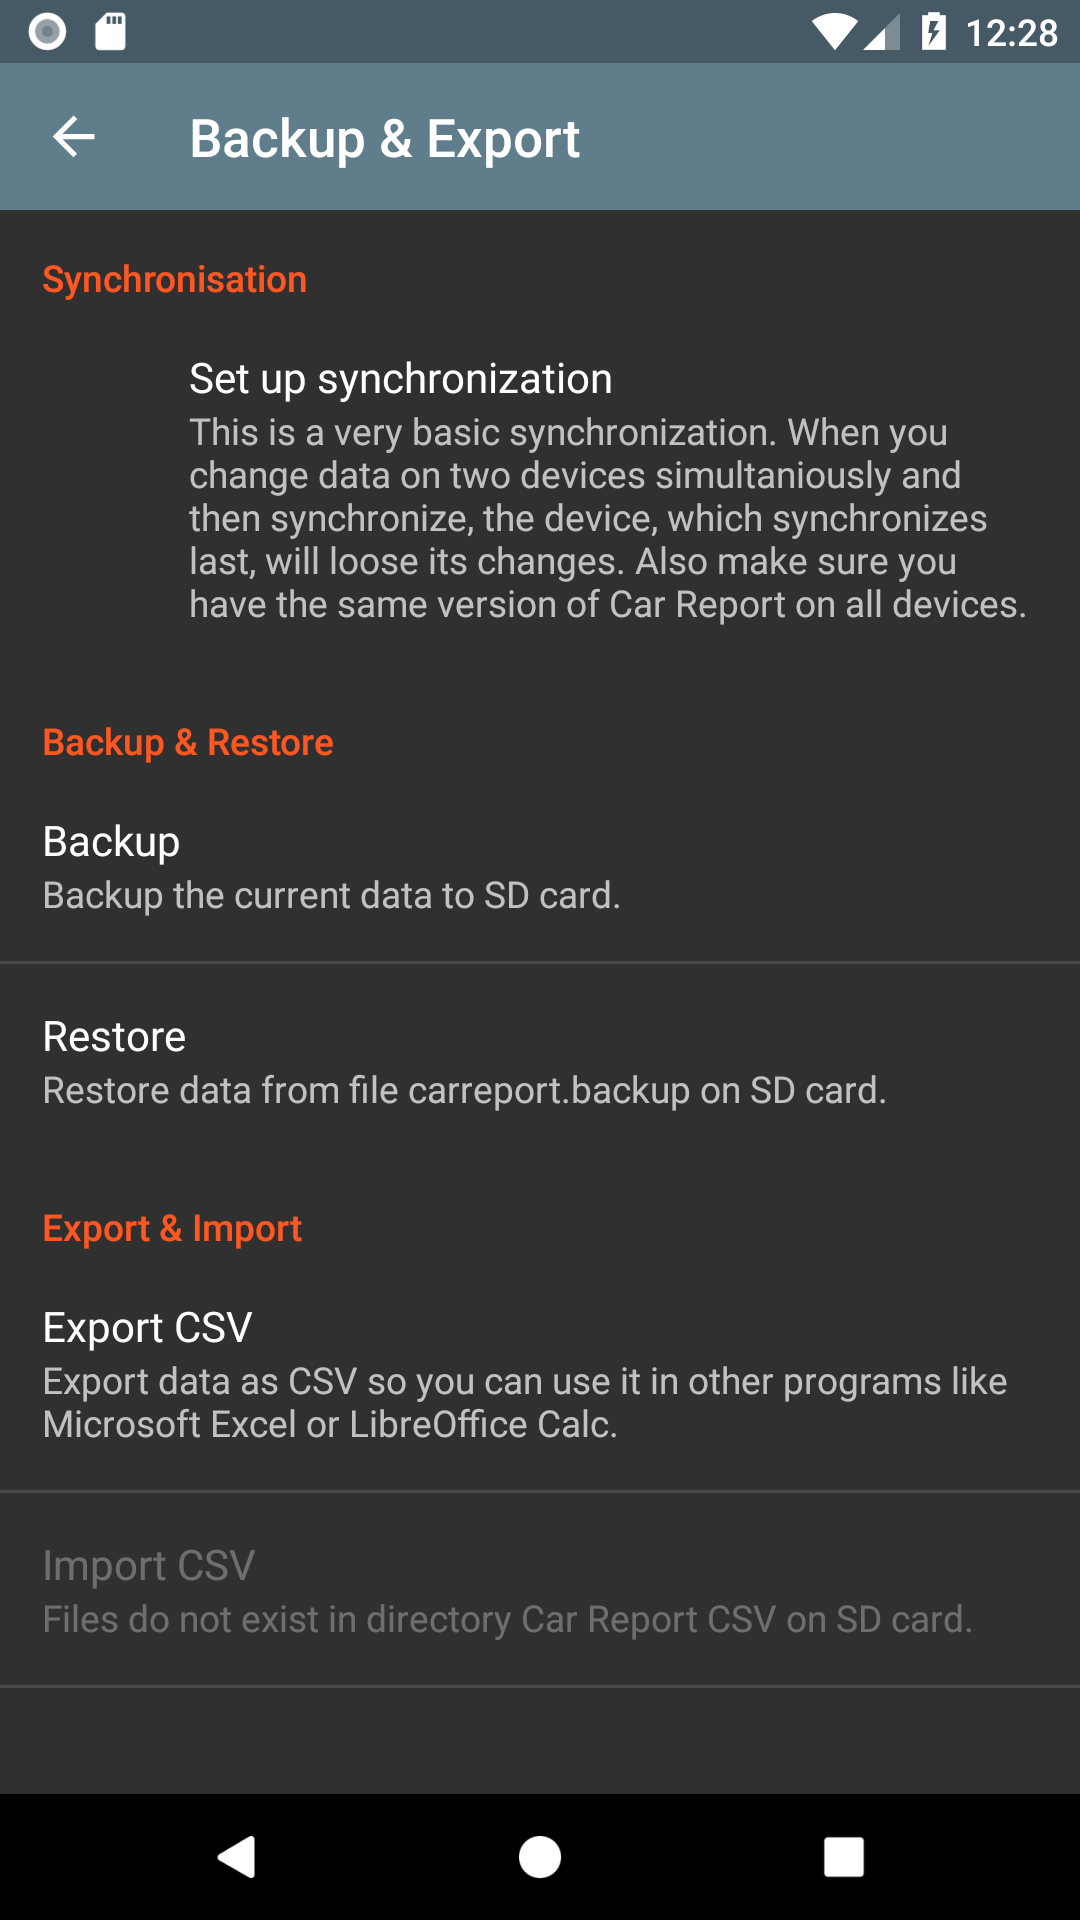 12:28
Backup & Export
Synchronisation
Set up synchronization
This is a very basic synchronization. When you
change data on two devices simultaniously and
then synchronize, the device, which synchronizes
last, will loose its changes. Also make sure you
have the same version of Car Report on all devices.
Backup & Restore
Backup
Backup the current data to SD card.
Restore
Restore data from file carreport.backup on SD card.
Export & Import
Export CSV
Export data as CSV so you can use it in other programs like
Microsoft Excel or LibreOffice Calc.
Import CSV
Files do not exist in directory Car Report CSV on SD card.